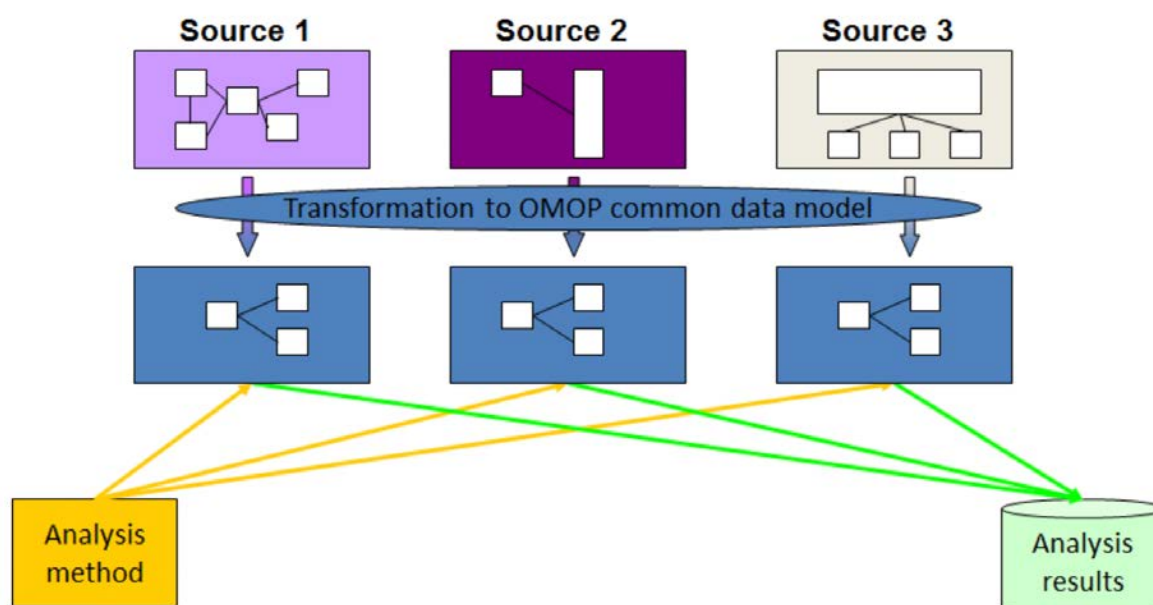 Source 1
Source 2
Source 3
Transformation to OMOP common data model
Analysis
method
Analysis
results